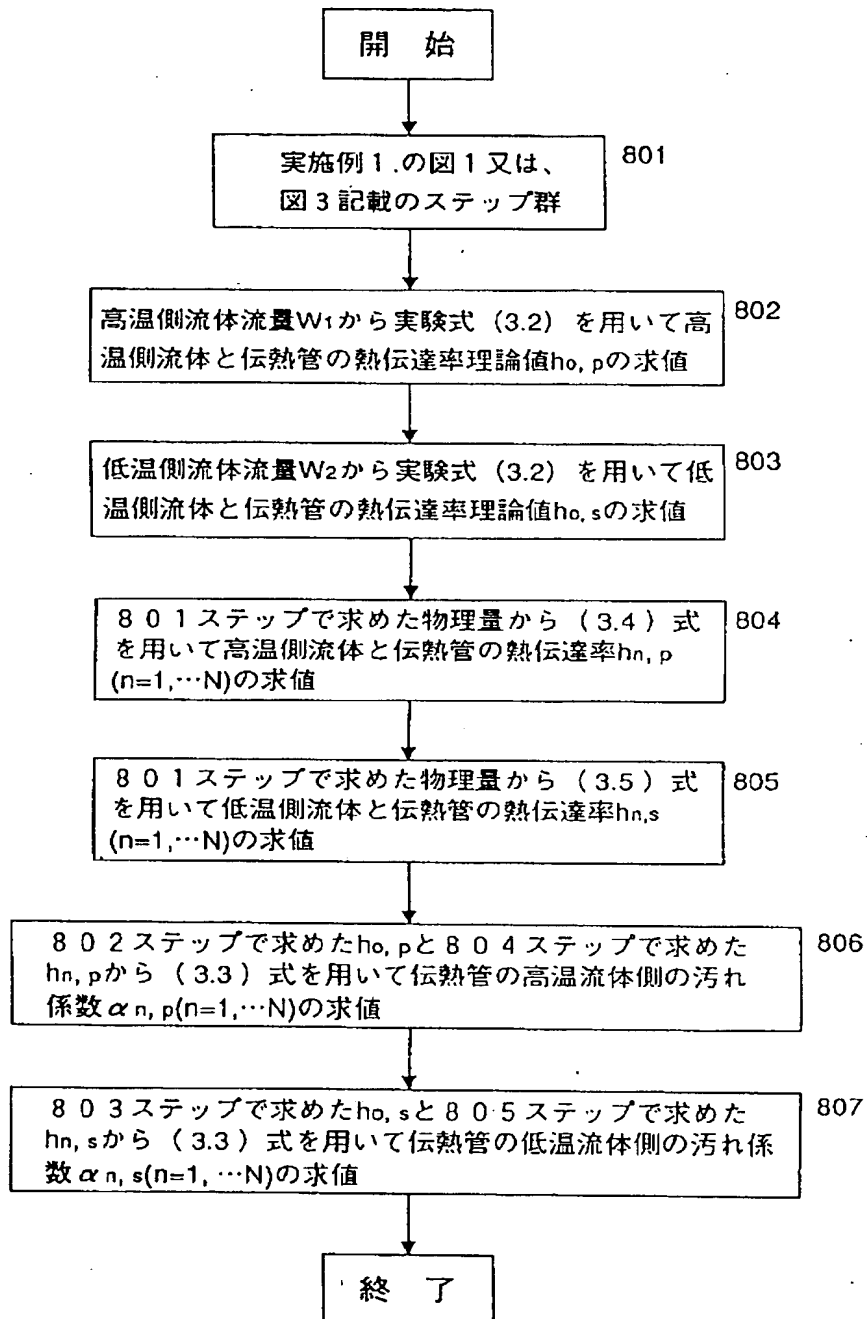 開 始
801
実施例1.の図1又は、
図3記載のステップ群
802
高温側流体流量W1から実験式(3.2)を用いて高
温側流体と伝熱管の熱伝達率理論値ho, pの求値
803
低温側流体流量W2から実験式(3.2)を用いて低
温側流体と伝熱管の熱伝達率理論値ho, sの求値
804
801ステップで求めた物理量から(3.4)式
を用いて高温側流体と伝熱管の熱伝達率hn, p
(n=1,…N)の求値
805
801ステップで求めた物理量から(3.5)式
を用いて低温側流体と伝熱管の熱伝達率hn,s
(n=1,…N)の求値
806
802ステップで求めたho, pと804ステップで求めた
hn, pから(3.3)式を用いて伝熱管の高温流体側の汚れ
係数αn, p(n=1,…N)の求値
807
803ステップで求めたho, sと805ステップで求めた
hn, sから(3.3)式を用いて伝熱管の低温流体側の汚れ係
数αn, s(n=1, …N)の求値
終 了